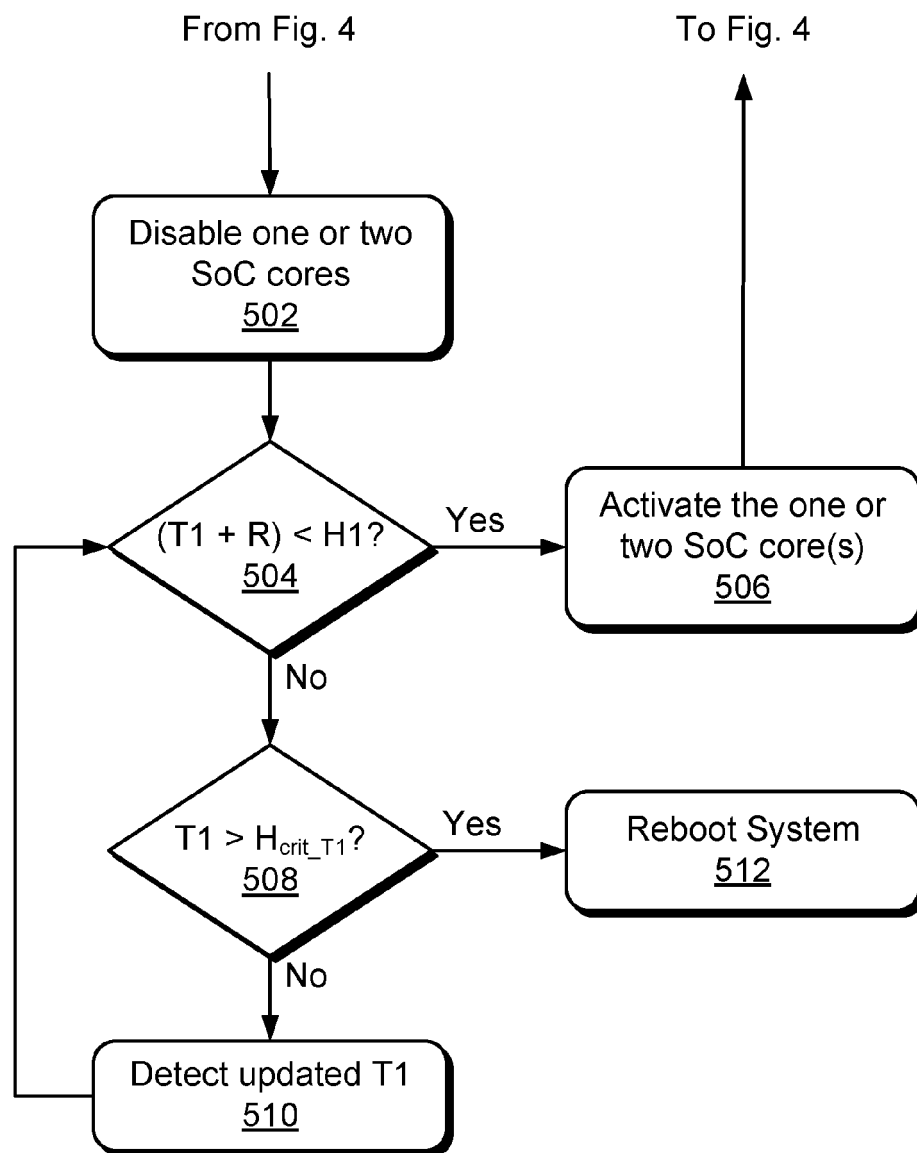 From Fig. 4
To Fig. 4
Disable one or two
SoC cores
502
(T1 + R) < H1?
504
Yes
Activate the one or
two SoC core(s)
506
No
T1 > Hcrit_T1?
508
Yes
Reboot System
512
No
Detect updated T1
510